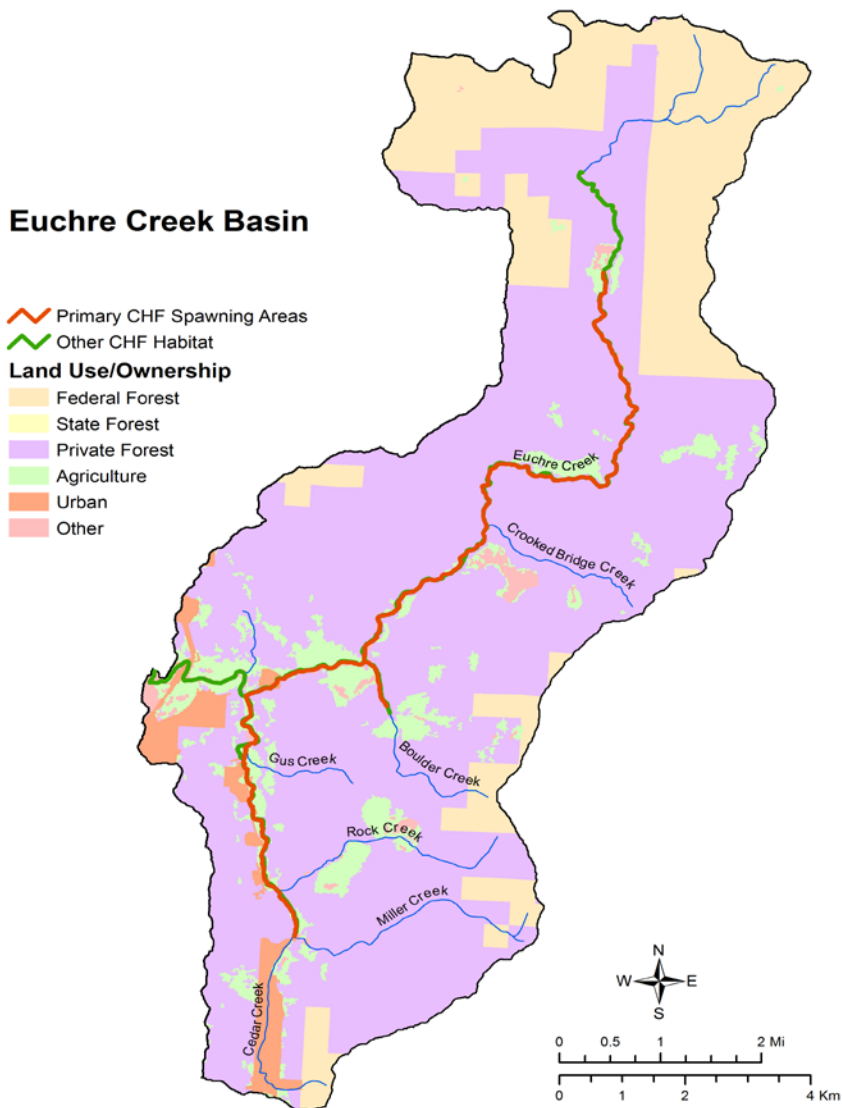 Euchre Creek Basin
Primary CHF Spawning Areas
Other CHF Habitat
Land Use/Ownership
Federal Forest
State Forest
Private Forest
Agriculture
Urban
Other
Euchre Creek
Crooked Bridge Creek
Gus Creek
Boulder Creek
Rock Creek
Miller Creek
Cedar Creek
N
W E
S
0 0.5 1 2 Mi
0 1 2 4 Km